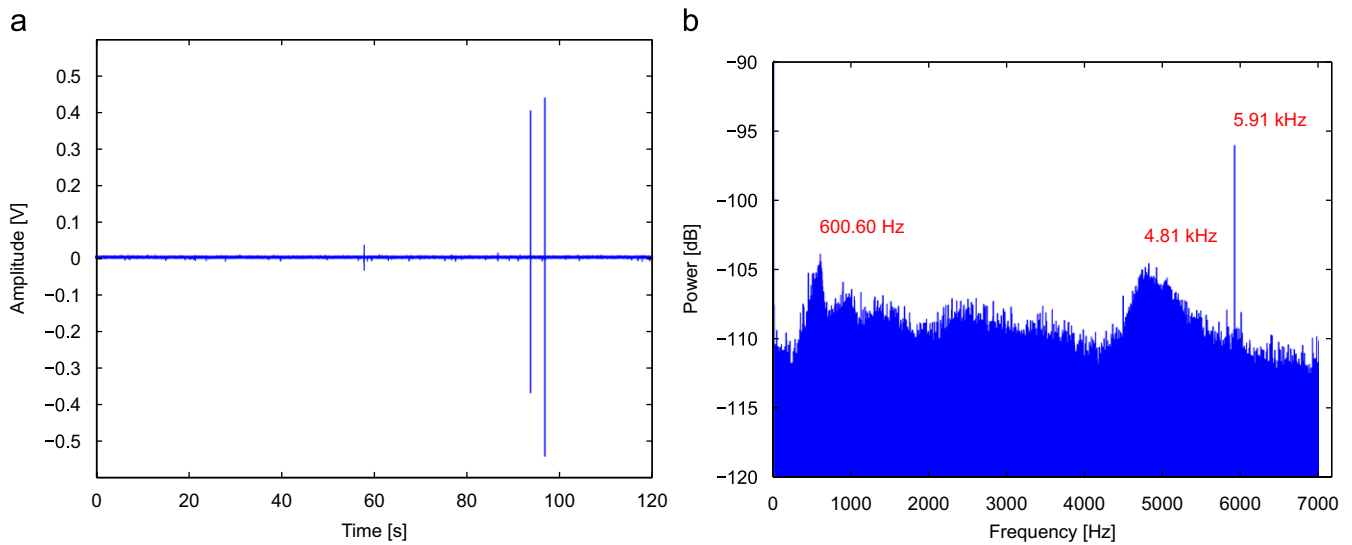 a
0.5
0.4
0.3
0.2
0.1
0
−0.1
−0.2
−0.3
−0.4
−0.5
Amplitude [V]
0 20 40 60 80 100 120
Time [s]
b
−90
−95
−100
−105
−110
−115
−120
Power [dB]
5.91 kHz
600.60 Hz
4.81 kHz
0 1000 2000 3000 4000 5000 6000 7000
Frequency [Hz]